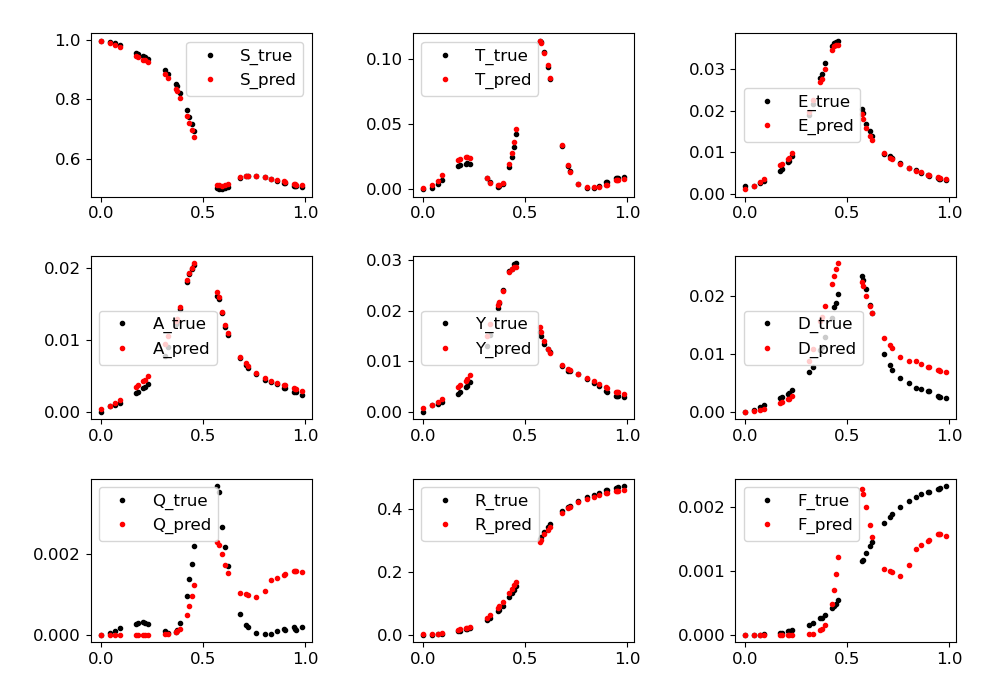 1.0
0.8
0.6
0.0 0.5 1.0
S_true
S_pred
0.10
0.05
0.00
0.0 0.5 1.0
T_true
T_pred
0.03
0.02
0.01
0.00
0.0 0.5 1.0
E_true
E_pred
0.02
0.01
0.00
0.0 0.5 1.0
A_true
A_pred
0.03
0.02
0.01
0.00
0.0 0.5 1.0
Y_true
Y_pred
0.02
0.01
0.00
0.0 0.5 1.0
D_true
D_pred
0.002
0.000
0.0 0.5 1.0
Q_true
Q_pred
0.4
0.2
0.0
0.0 0.5 1.0
R_true
R_pred
0.002
0.001
0.000
0.0 0.5 1.0
F_true
F_pred